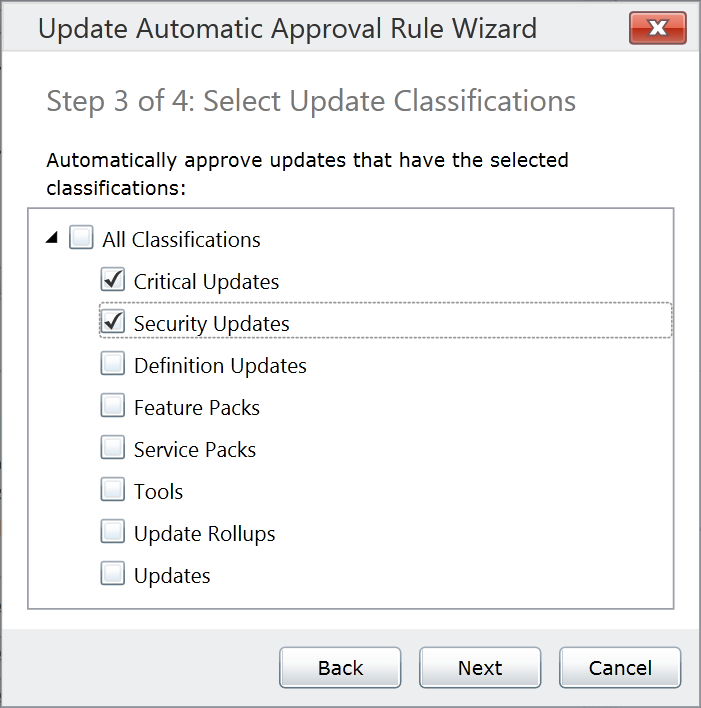 Update Automatic Approval Rule Wizard
Step 3 of 4: Select Update Classifications
Automatically approve updates that have the selected
classifications:
All Classifications
Critical Updates
Security Updates
Definition Updates
Feature Packs
Service Packs
Tools
Update Rollups
Updates
Back Next Cancel